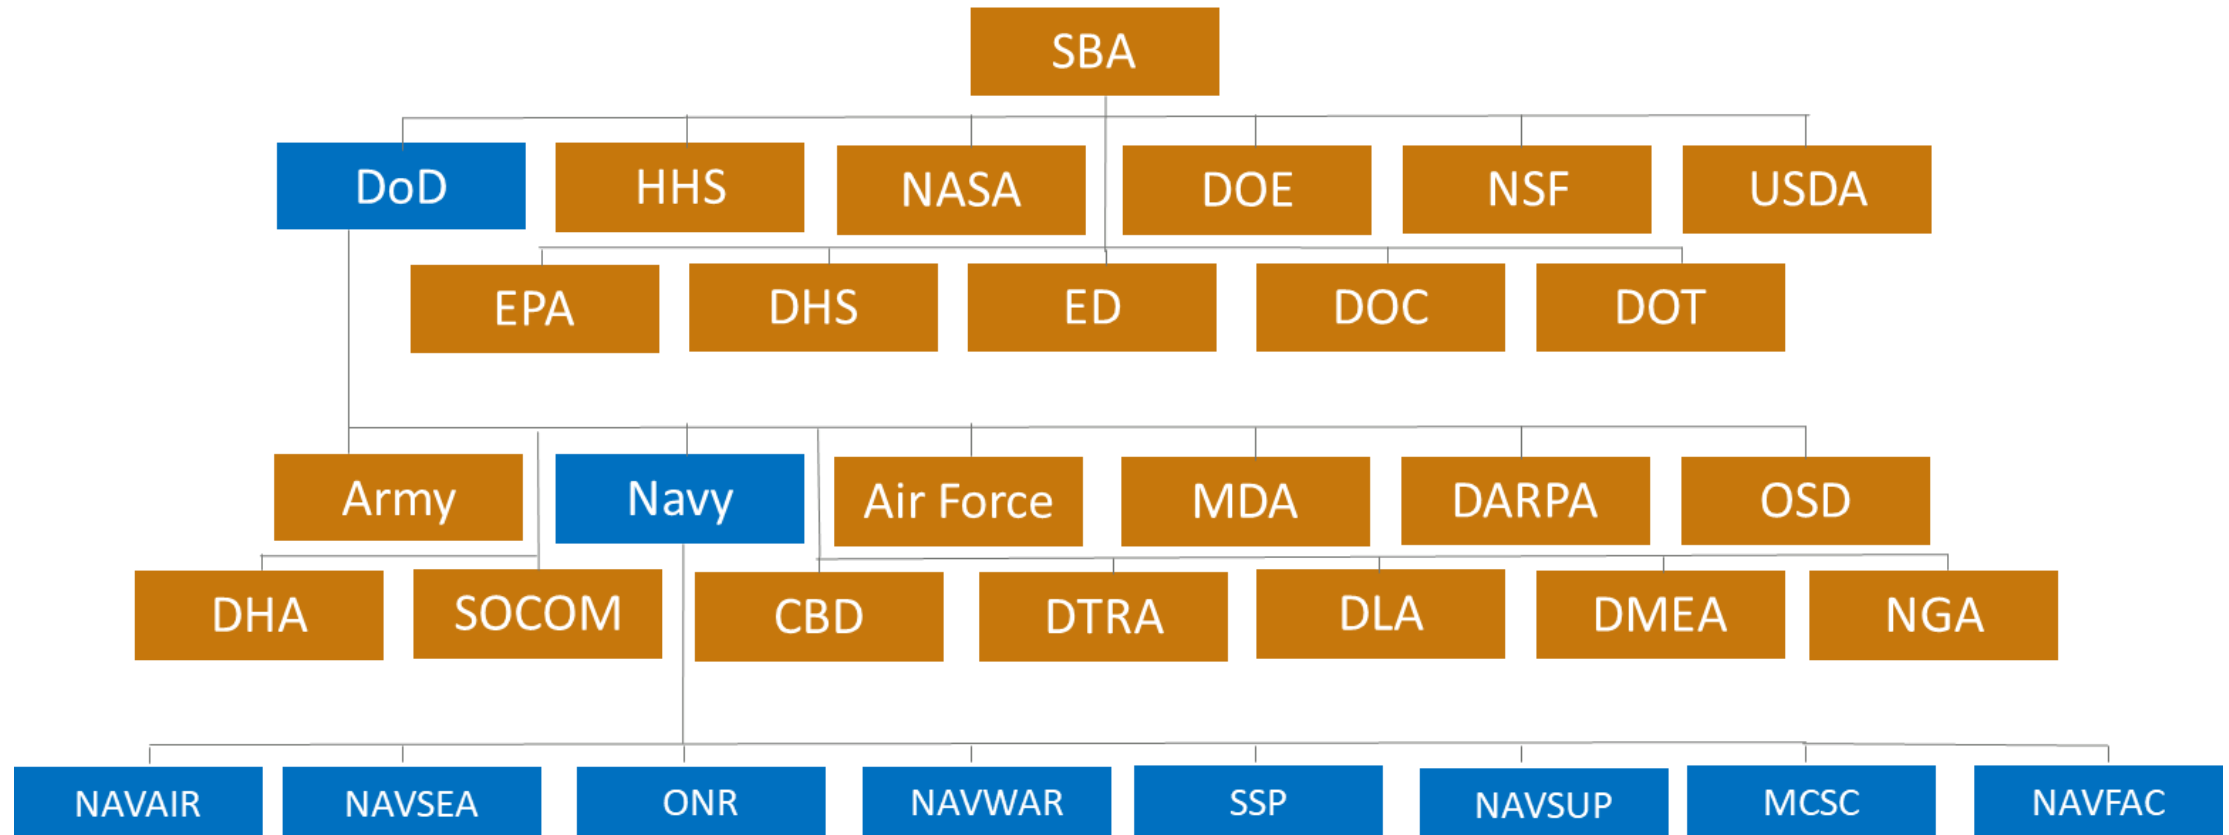 SBA
DoD
HHS
NASA
DOE
NSF
USDA
EPA
DHS
ED
DOC
DOT
Army
Navy
Air Force
MDA
DARPA
OSD
DHA
SOCOM
CBD
DTRA
DLA
DMEA
NGA
NAVAIR
NAVSEA
ONR
NAVWAR
SSP
NAVSUP
MCSC
NAVFAC